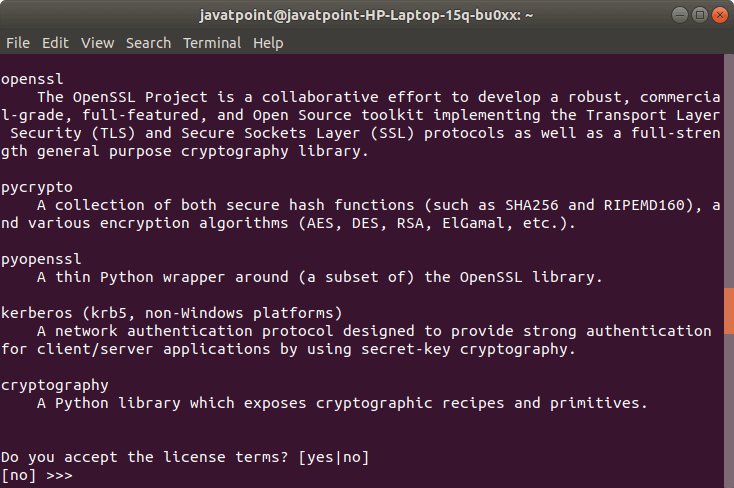 javatpoint@javatpoint-HP-Laptop-15q-bu0xx: ~
File Edit View Search Terminal Help
openssl
    The OpenSSL Project is a collaborative effort to develop a robust, commercia
l-grade, full-featured, and Open Source toolkit implementing the Transport Layer
 Security (TLS) and Secure Sockets Layer (SSL) protocols as well as a full-stren
gth general purpose cryptography library.
pycrypto
    A collection of both secure hash functions (such as SHA256 and RIPEMD160), a
nd various encryption algorithms (AES, DES, RSA, ElGamal, etc.).
pyopenssl
    A thin Python wrapper around (a subset of) the OpenSSL library.
kerberos (krb5, non-Windows platforms)
    A network authentication protocol designed to provide strong authentication
for client/server applications by using secret-key cryptography.
cryptography
    A Python library which exposes cryptographic recipes and primitives.
Do you accept the license terms? [yes|no]
[no] >>>